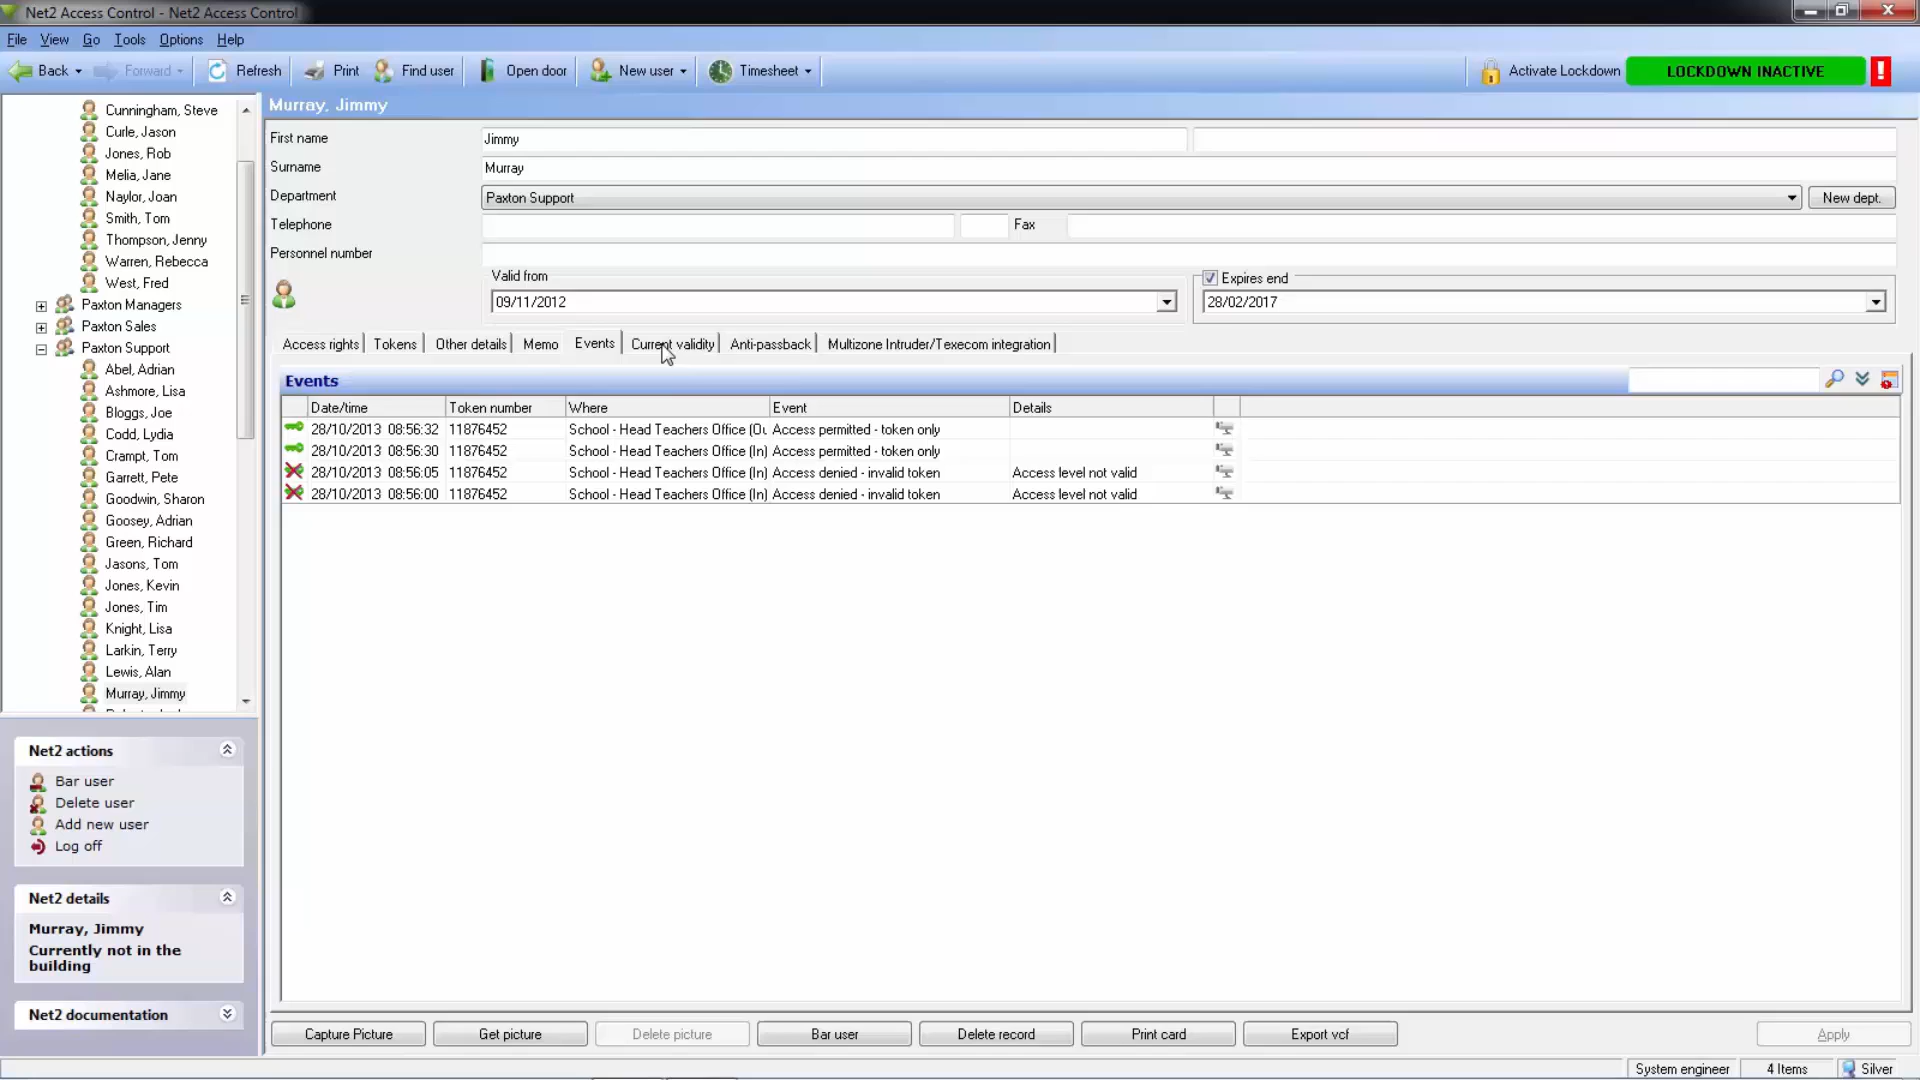 Net2 Access Control - Net2 Access Control
File View Go Tools Options Help
Back Forward Refresh Print Find user Open door New user Timesheet Activate Lockdown LOCKDOWN INACTIVE
Cunningham, Steve
Curle, Jason
Jones, Rob
Melia, Jane
Naylor, Joan
Smith, Tom
Thompson, Jenny
Warren, Rebecca
West, Fred
Paxton Managers
Paxton Sales
Paxton Support
Abel, Adrian
Ashmore, Lisa
Bloggs, Joe
Codd, Lydia
Crampt, Tom
Garrett, Pete
Goodwin, Sharon
Goosey, Adrian
Green, Richard
Jasons, Tom
Jones, Kevin
Jones, Tim
Knight, Lisa
Larkin, Terry
Lewis, Alan
Murray, Jimmy
Net2 actions
Bar user
Delete user
Add new user
Log off
Net2 details
Murray, Jimmy
Currently not in the
building
Net2 documentation
Murray, Jimmy
First name Jimmy
Surname Murray
Department Paxton Support New dept.
Telephone Fax
Personnel number
Valid from Expires end
09/11/2012 28/02/2017
Access rights Tokens Other details Memo Events Current validity Anti-passback Multizone Intruder/Texecom integration
Events
Date/time Token number Where Event Details
28/10/2013 08:56:32 11876452 School - Head Teachers Office (Ou Access permitted - token only
28/10/2013 08:56:30 11876452 School - Head Teachers Office (In) Access permitted - token only
28/10/2013 08:56:05 11876452 School - Head Teachers Office (In) Access denied - invalid token Access level not valid
28/10/2013 08:56:00 11876452 School - Head Teachers Office (In) Access denied - invalid token Access level not valid
Capture Picture Get picture Delete picture Bar user Delete record Print card Export vcf Apply
System engineer 4 Items Silver